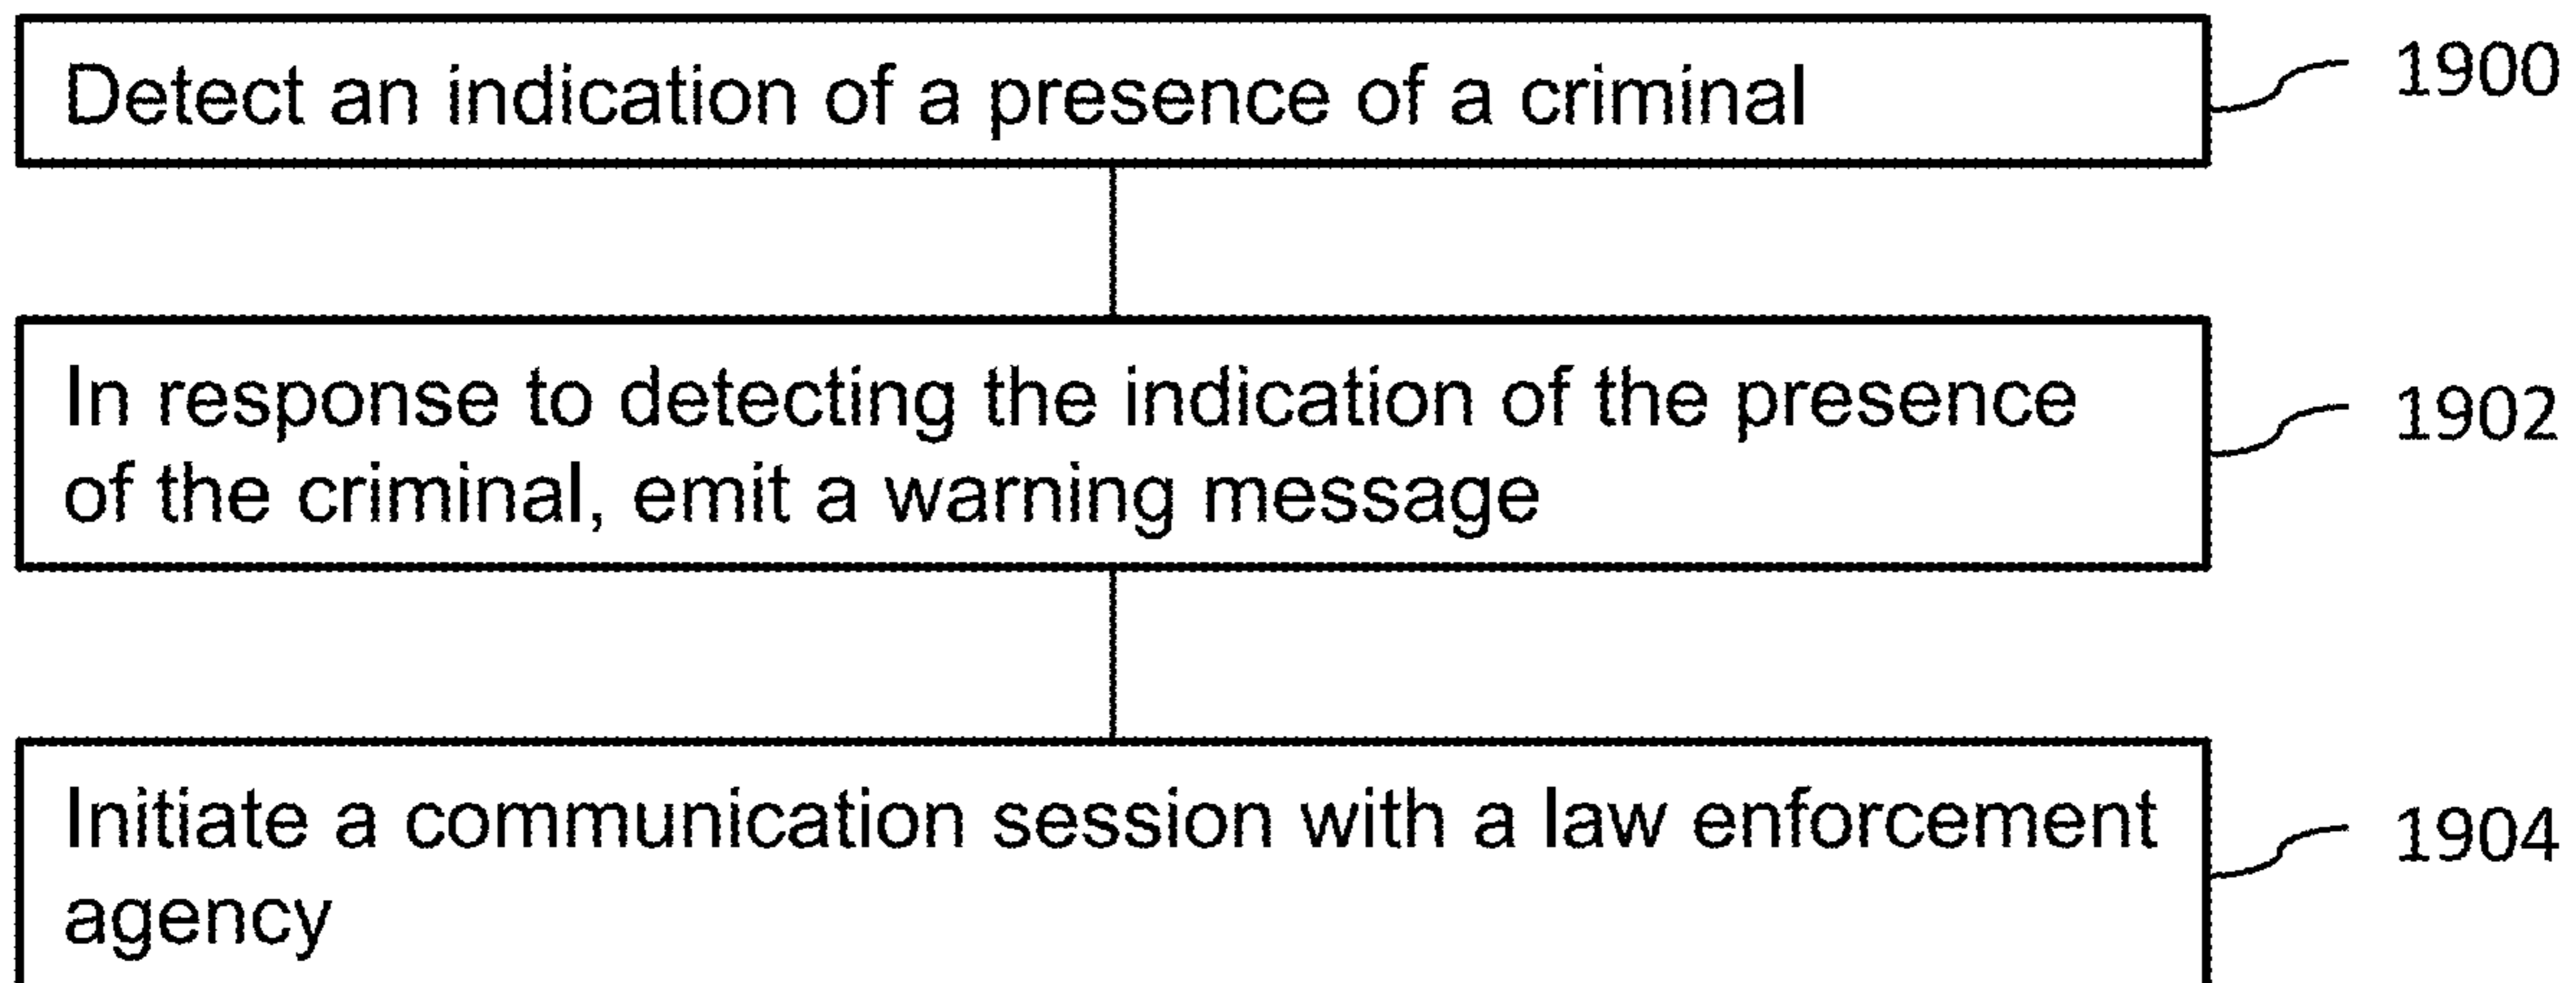 Detect an indication of a presence of a criminal
1900
In response to detecting the indication of the presence
of the criminal, emit a warning message
1902
Initiate a communication session with a law enforcement
agency
1904